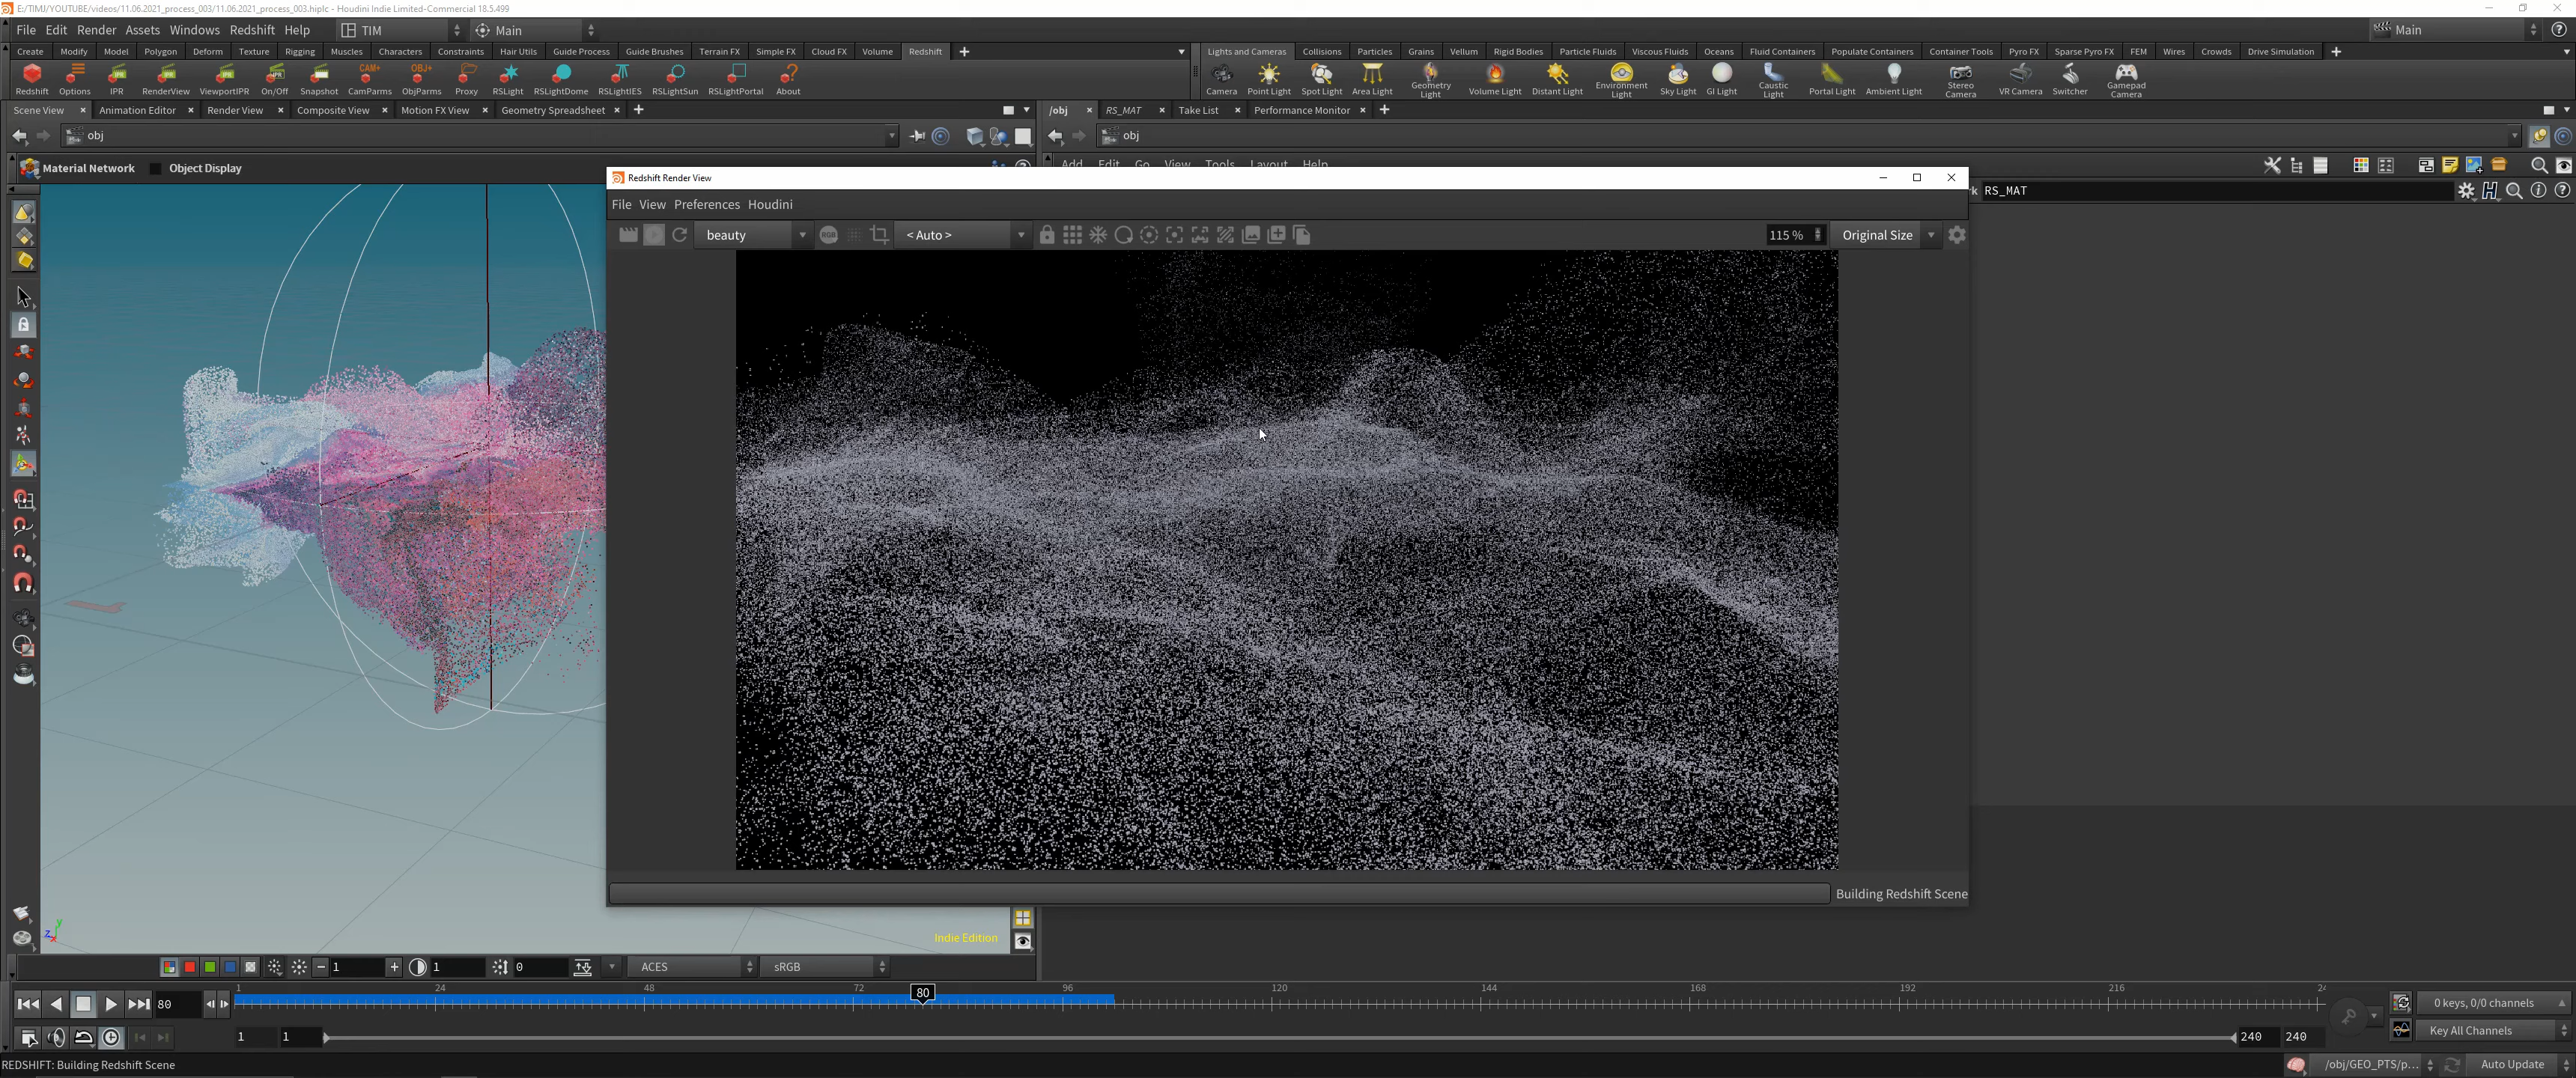 E:/TIMJ/YOUTUBE/videos/11.06.2021_process_003/11.06.2021_process_003.hiplc - Houdini Indie Limited-Commercial 18.5.499
File Edit Render Assets Windows Redshift Help TIM Main Main
Create Modify Model Polygon Deform Texture Rigging Muscles Characters Constraints Hair Utils Guide Process Guide Brushes Terrain FX Simple FX Cloud FX Volume Redshift
Lights and Cameras Collisions Particles Grains Vellum Rigid Bodies Particle Fluids Viscous Fluids Oceans Fluid Containers Populate Containers Container Tools Pyro FX Sparse Pyro FX FEM Wires Crowds Drive Simulation
Redshift Options IPR RenderView ViewportIPR On/Off Snapshot CamParms ObjParms Proxy RSLight RSLightDome RSLightIES RSLightSun RSLightPortal About
Camera Point Light Spot Light Area Light Geometry Light Volume Light Distant Light Environment Light Sky Light GI Light Caustic Light Portal Light Ambient Light Stereo Camera VR Camera Switcher Gamepad Camera
Scene View Animation Editor Render View Composite View Motion FX View Geometry Spreadsheet
/obj RS_MAT Take List Performance Monitor
obj
obj
Material Network Object Display
Add Edit Go View Tools Layout Help
Redshift Render View
RS_MAT
File View Preferences Houdini
beauty RGB < Auto > 115 % Original Size
Building Redshift Scene
Indie Edition
1 1 0 ACES sRGB
80
1 24 48 72 80 96 120 144 168 192 216
0 keys, 0/0 channels
1 1 240 240
Key All Channels
REDSHIFT: Building Redshift Scene
/obj/GEO_PTS/p... Auto Update